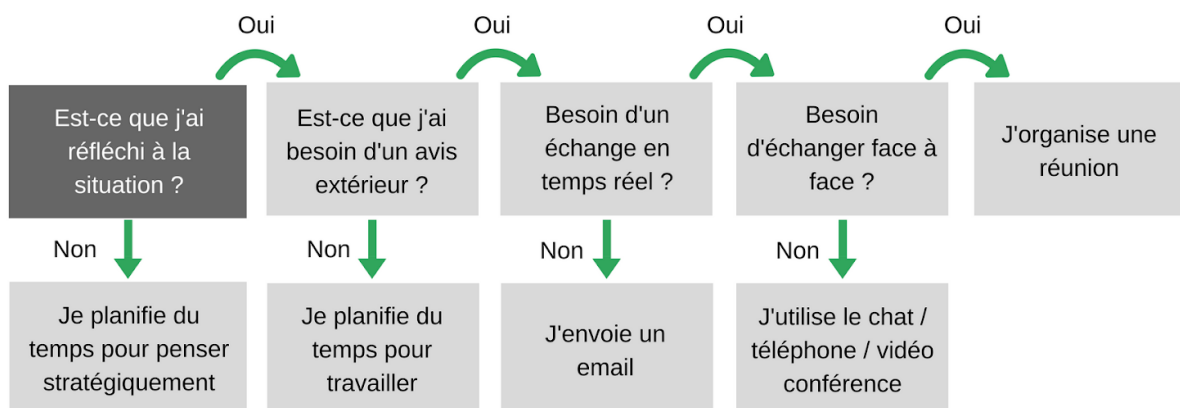 Oui
Oui
Oui
Oui
Est-ce que j'ai
réfléchi à la
situation ?
Est-ce que j'ai
besoin d'un avis
extérieur ?
Besoin d'un
échange en
temps réel ?
Besoin
d'échanger face à
face ?
J'organise une
réunion
Non
Non
Non
Non
Je planifie du
temps pour penser
stratégiquement
Je planifie du
temps pour
travailler
J'envoie un
email
J'utilise le chat /
téléphone / vidéo
conférence